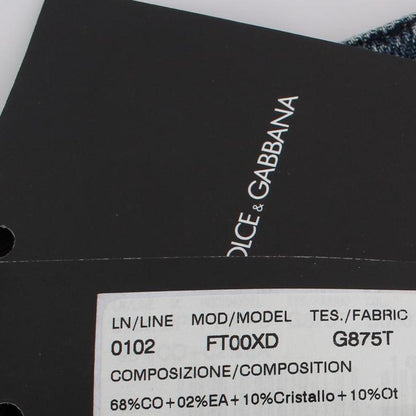 DOLCE & GABBANA
LN/LINE MOD/MODEL TES./FABRIC
0102 FT00XD G875T
COMPOSIZIONE/COMPOSITION
68%CO+02%EA+10%Cristallo+10%Ot